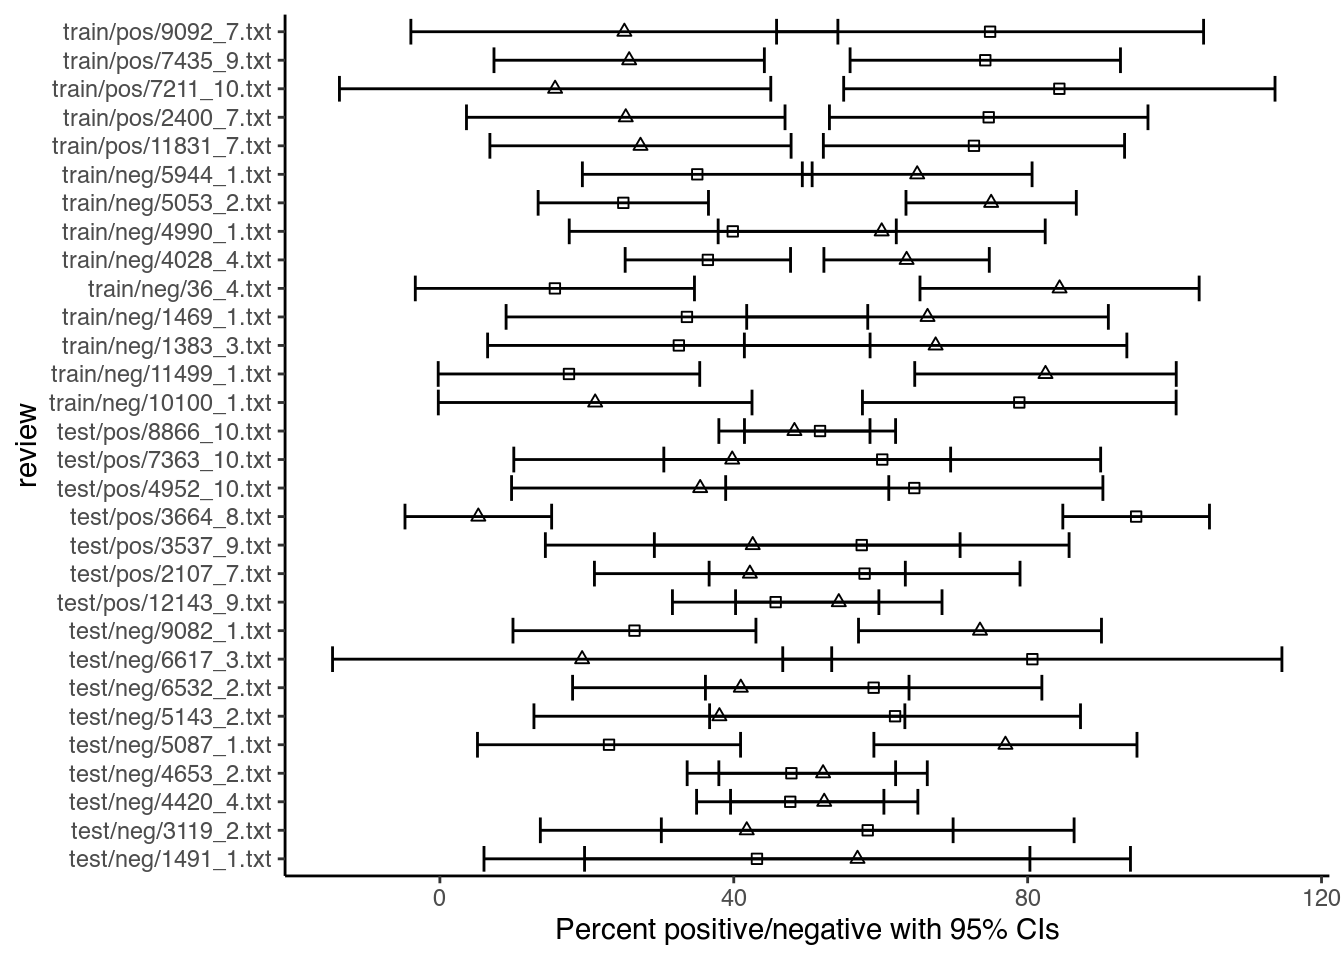 train/pos/9092_7.txt
train/pos/7435_9.txt
train/pos/7211_10.txt
train/pos/2400_7.txt
train/pos/11831_7.txt
train/neg/5944_1.txt
train/neg/5053_2.txt
train/neg/4990_1.txt
train/neg/4028_4.txt
train/neg/36_4.txt
train/neg/1469_1.txt
train/neg/1383_3.txt
train/neg/11499_1.txt
train/neg/10100_1.txt
test/pos/8866_10.txt
test/pos/7363_10.txt
test/pos/4952_10.txt
test/pos/3664_8.txt
test/pos/3537_9.txt
test/pos/2107_7.txt
test/pos/12143_9.txt
test/neg/9082_1.txt
test/neg/6617_3.txt
test/neg/6532_2.txt
test/neg/5143_2.txt
test/neg/5087_1.txt
test/neg/4653_2.txt
test/neg/4420_4.txt
test/neg/3119_2.txt
test/neg/1491_1.txt
review
0 40 80 120
Percent positive/negative with 95% CIs